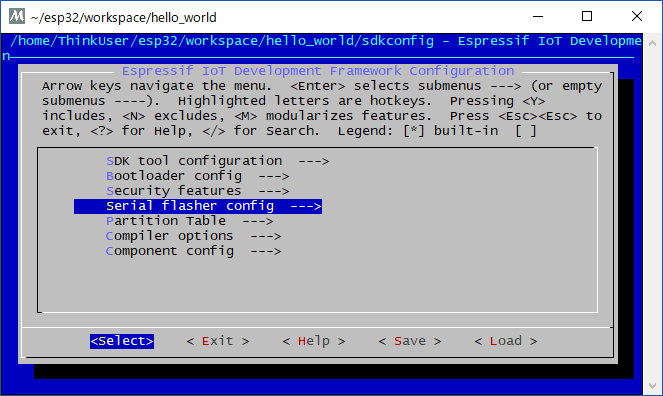 ~/esp32/workspace/hello_world
/home/ThinkUser/esp32/workspace/hello_world/sdkconfig - Espressif IoT Developme
n
Espressif IoT Development Framework Configuration
Arrow keys navigate the menu.  <Enter> selects submenus ---> (or empty
submenus ----).  Highlighted letters are hotkeys.  Pressing <Y>
includes, <N> excludes, <M> modularizes features.  Press <Esc><Esc> to
exit, <?> for Help, </> for Search.  Legend: [*] built-in  [ ]
SDK tool configuration  --->
Bootloader config  --->
Security features  --->
Serial flasher config  --->
Partition Table  --->
Compiler options  --->
Component config  --->
<Select>    < Exit >    < Help >    < Save >    < Load >